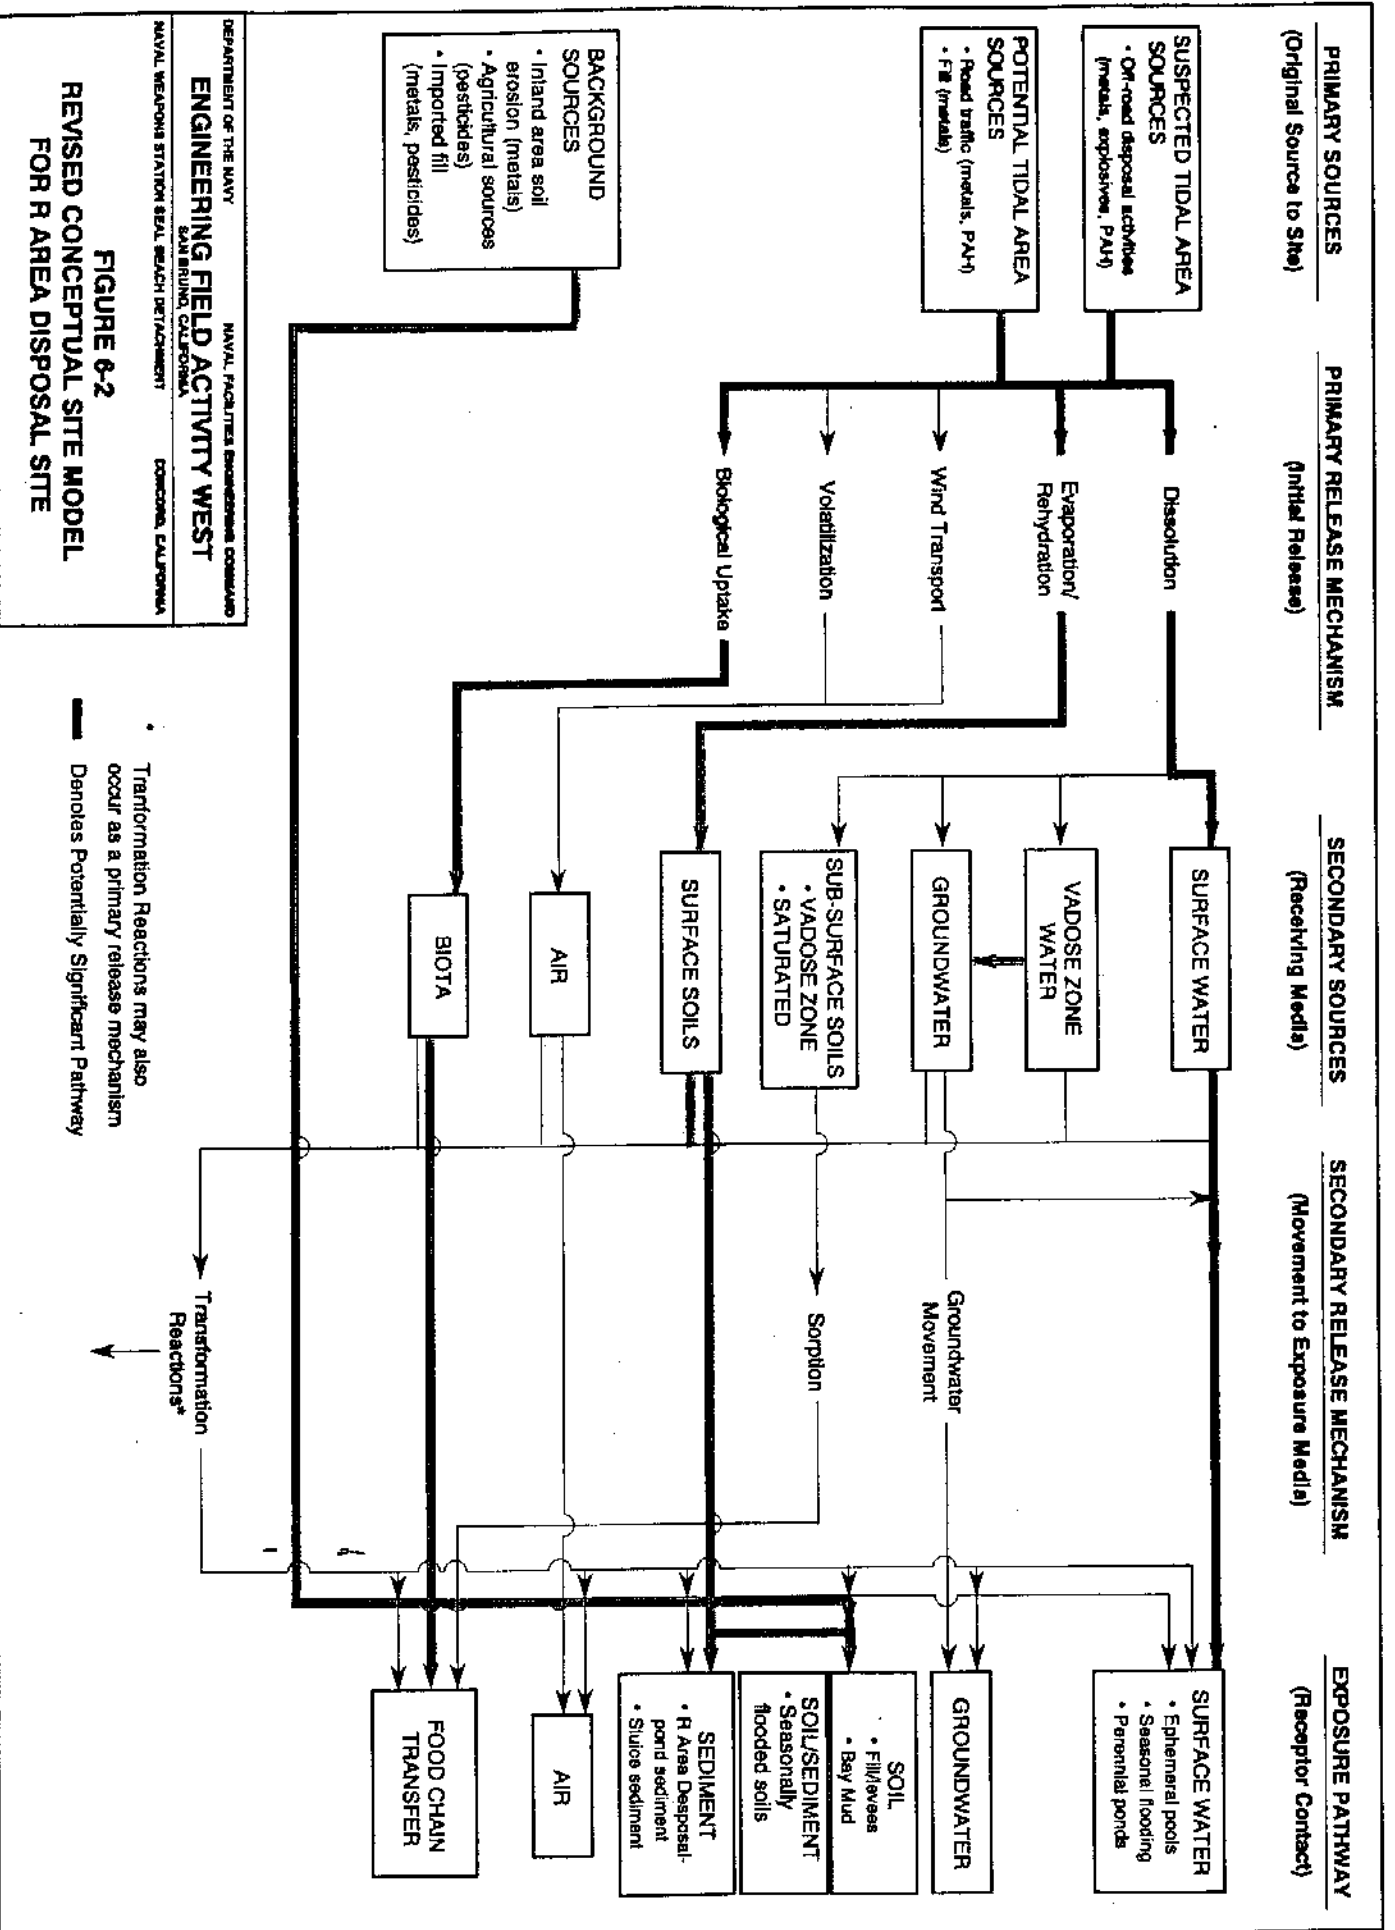 PRIMARY SOURCES
(Original Source to Site)
PRIMARY RELEASE MECHANISM
(Initial Release)
SECONDARY SOURCES
(Receiving Media)
SECONDARY RELEASE MECHANISM
(Movement to Exposure Media)
EXPOSURE PATHWAY
(Receptor Contact)
SUSPECTED TIDAL AREA
SOURCES
• Off-road disposal activities
(metals, explosives, PAH)
POTENTIAL TIDAL AREA
SOURCES
• Road traffic (metals, PAH)
• Fill (metals)
BACKGROUND
SOURCES
• Inland area soil
erosion (metals)
• Agricultural sources
(pesticides)
• Imported fill
(metals, pesticides)
Dissolution
Evaporation/
Rehydration
Wind Transport
Volatilization
Biological Uptake
SURFACE WATER
VADOSE ZONE
WATER
GROUNDWATER
SUB-SURFACE SOILS
• VADOSE ZONE
• SATURATED
SURFACE SOILS
AIR
BIOTA
Groundwater
Movement
Sorption
Transformation
Reactions*
SURFACE WATER
• Ephemeral pools
• Seasonal flooding
• Perennial ponds
GROUNDWATER
SOIL
• Fill/levees
• Bay Mud
SOIL/SEDIMENT
• Seasonally
flooded soils
SEDIMENT
• R Area Desposal-
pond sediment
• Sluice sediment
AIR
FOOD CHAIN
TRANSFER
* Tranformation Reactions may also
occur as a primary release mechanism
Denotes Potentially Significant Pathway
DEPARTMENT OF THE NAVY NAVAL FACILITIES ENGINEERING COMMAND
ENGINEERING FIELD ACTIVITY WEST
SAN BRUNO, CALIFORNIA
NAVAL WEAPONS STATION SEAL BEACH DETACHMENT CONCORD, CALIFORNIA
FIGURE 6-2
REVISED CONCEPTUAL SITE MODEL
FOR R AREA DISPOSAL SITE